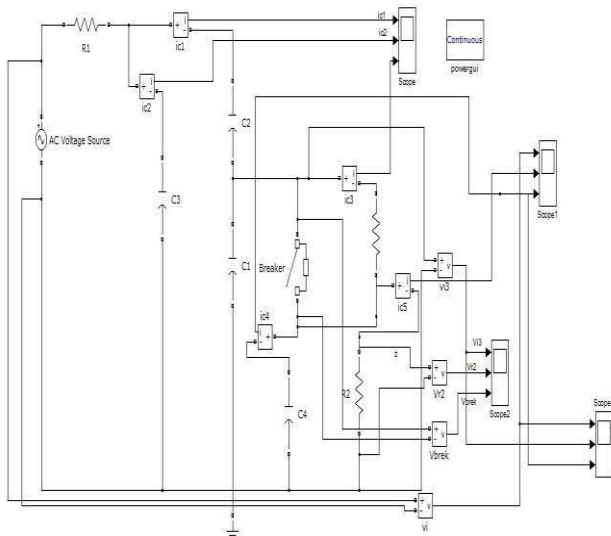 ic1
ic2
Continuous
powergui
R1
ic1
ic2
Scope
C2
AC Voltage Source
C3
ic3
Scope1
C1
Breaker
ic5
vi3
ic4
z
Vi3
Vr2
R2
Vr2
Vbrek
Scope2
C4
Vbrek
Scope
vi